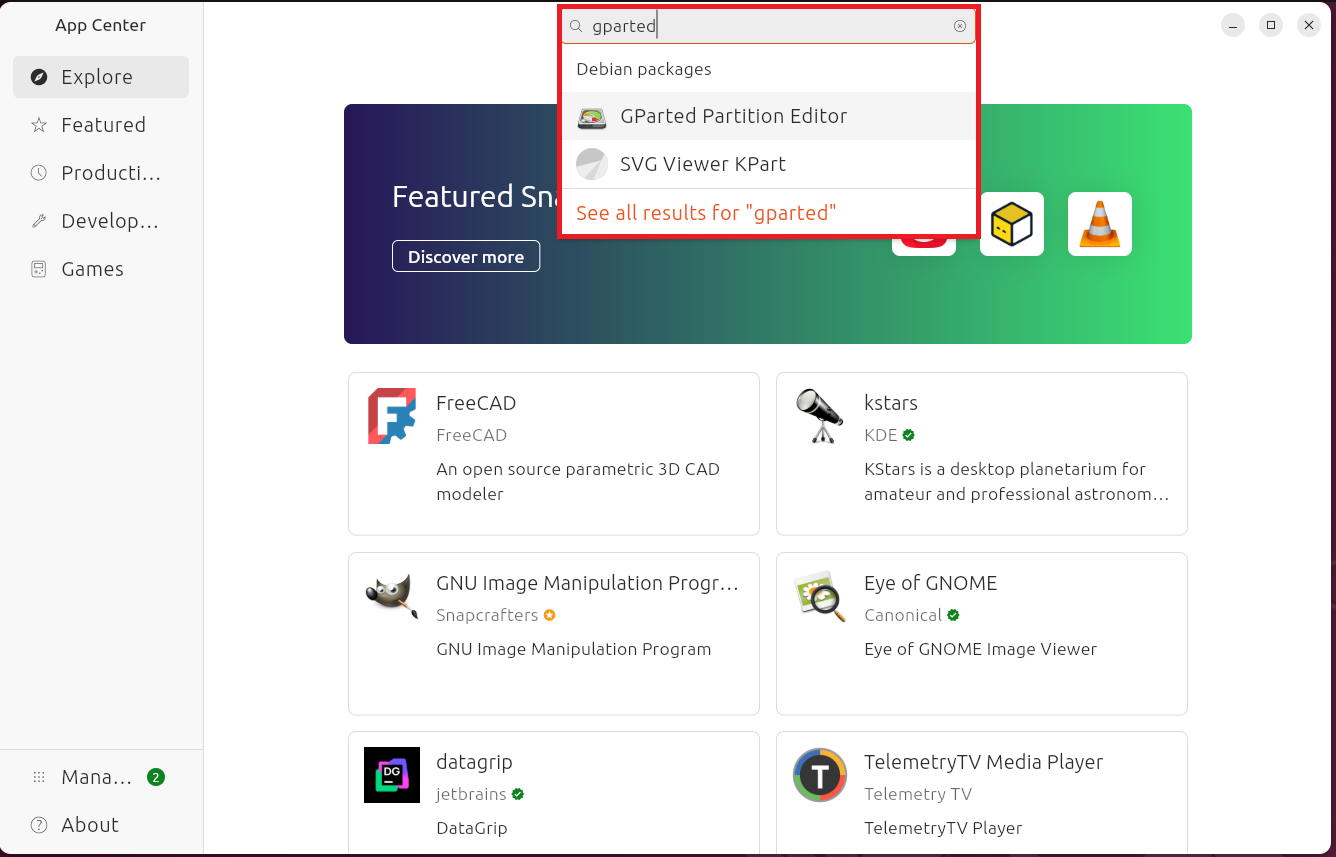 App Center
Explore
Featured
Producti...
Develop...
Games
Mana... 2
About
gparted
Debian packages
GParted Partition Editor
SVG Viewer KPart
See all results for "gparted"
Featured Sna
Discover more
FreeCAD
FreeCAD
An open source parametric 3D CAD
modeler
kstars
KDE
KStars is a desktop planetarium for
amateur and professional astronom...
GNU Image Manipulation Progr...
Snapcrafters
GNU Image Manipulation Program
Eye of GNOME
Canonical
Eye of GNOME Image Viewer
DG
datagrip
jetbrains
DataGrip
T
TelemetryTV Media Player
Telemetry TV
TelemetryTV Player